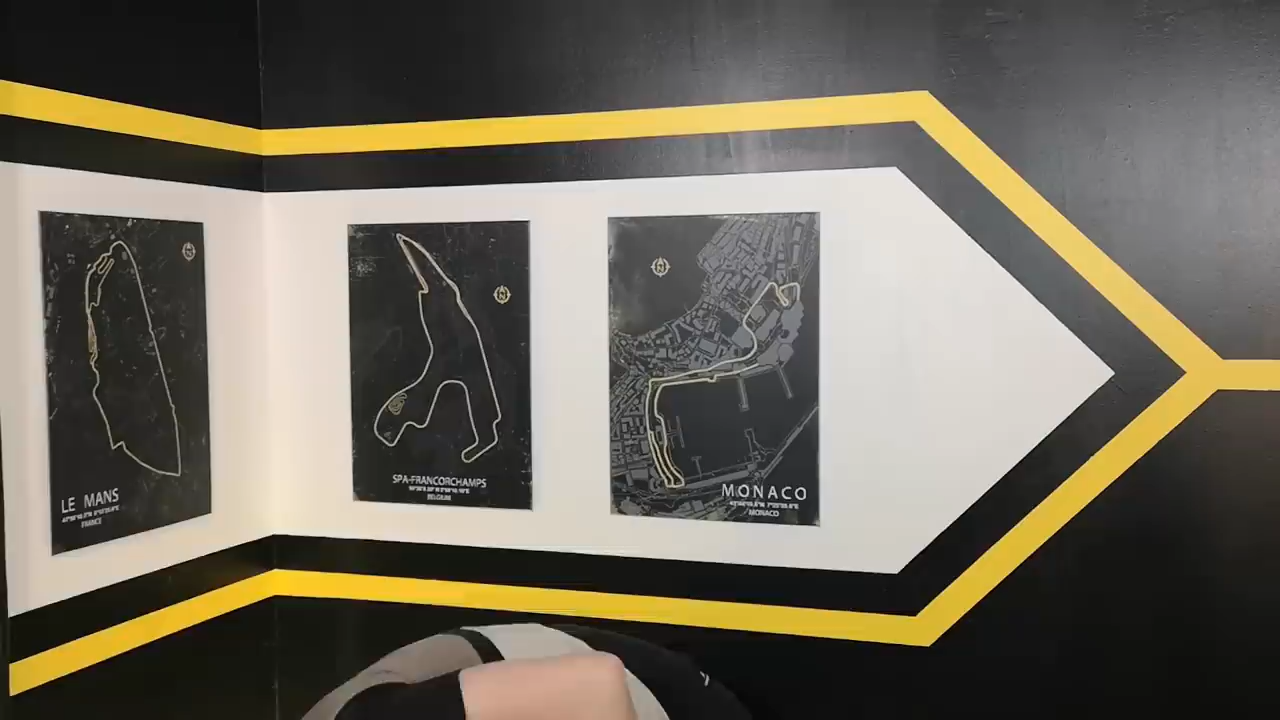 LE MANS
FRANCE
N
SPA-FRANCORCHAMPS
BELGIUM
N
MONACO
MONACO
N